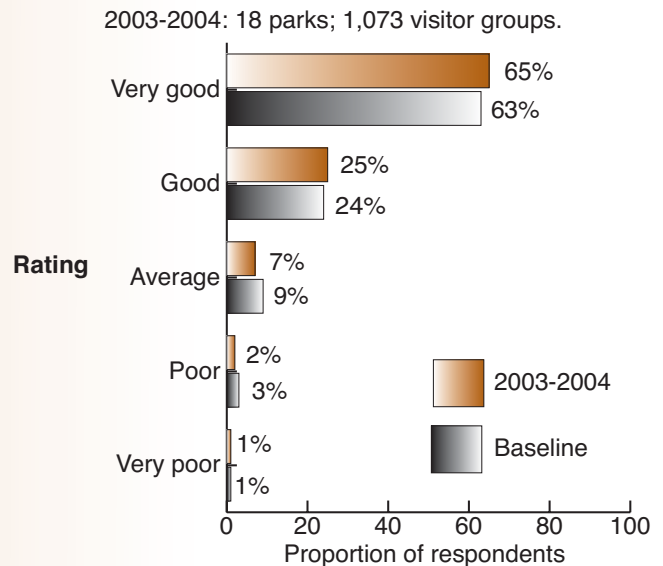 2003-2004: 18 parks; 1,073 visitor groups.
Very good
65%
63%
Good
25%
24%
Rating
Average
7%
9%
Poor
2%
3%
2003-2004
Baseline
Very poor
1%
1%
0 20 40 60 80 100
Proportion of respondents